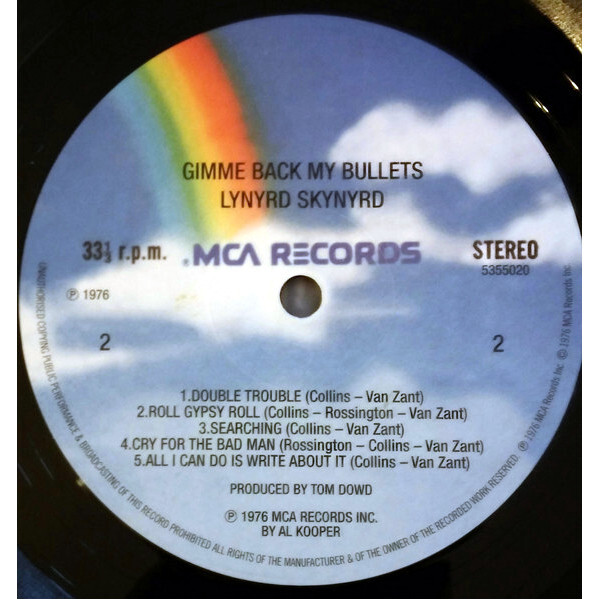 GIMME BACK MY BULLETS
LYNYRD SKYNYRD
33⅓ r.p.m.
MCA RECORDS
STEREO
5355020
℗ 1976
2
2
1.DOUBLE TROUBLE (Collins – Van Zant)
2.ROLL GYPSY ROLL (Collins – Rossington – Van Zant)
3.SEARCHING (Collins – Van Zant)
4.CRY FOR THE BAD MAN (Rossington – Collins – Van Zant)
5.ALL I CAN DO IS WRITE ABOUT IT (Collins – Van Zant)
PRODUCED BY TOM DOWD
℗ 1976 MCA RECORDS INC.
BY AL KOOPER
UNAUTHORISED COPYING PUBLIC PERFORMANCE & BROADCASTING OF THIS RECORD PROHIBITED ALL RIGHTS OF THE MANUFACTURER & OF THE OWNER OF THE RECORDED WORK RESERVED. ℗ 1976 MCA Records Inc. © 1976 MCA Records Inc.